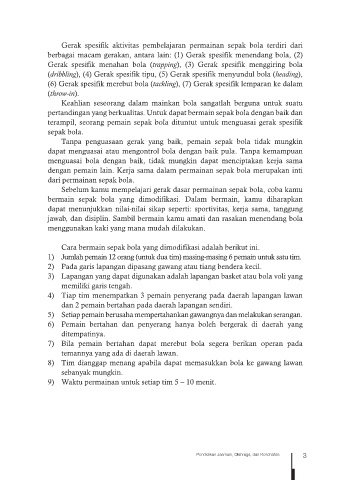 Gerak spesifik aktivitas pembelajaran permainan sepak bola terdiri dari
berbagai macam gerakan, antara lain: (1) Gerak spesifik menendang bola, (2)
Gerak spesifik menahan bola (trapping), (3) Gerak spesifik menggiring bola
(dribbling), (4) Gerak spesifik tipu, (5) Gerak spesifik menyundul bola (heading),
(6) Gerak spesifik merebut bola (tackling), (7) Gerak spesifik lemparan ke dalam
(throw-in).
Keahlian seseorang dalam mainkan bola sangatlah berguna untuk suatu
pertandingan yang berkualitas. Untuk dapat bermain sepak bola dengan baik dan
terampil, seorang pemain sepak bola dituntut untuk menguasai gerak spesifik
sepak bola.
Tanpa penguasaan gerak yang baik, pemain sepak bola tidak mungkin
dapat menguasai atau mengontrol bola dengan baik pula. Tanpa kemampuan
menguasai bola dengan baik, tidak mungkin dapat menciptakan kerja sama
dengan pemain lain. Kerja sama dalam permainan sepak bola merupakan inti
dari permainan sepak bola.
Sebelum kamu mempelajari gerak dasar permainan sepak bola, coba kamu
bermain sepak bola yang dimodifikasi. Dalam bermain, kamu diharapkan
dapat menunjukkan nilai-nilai sikap seperti: sportivitas, kerja sama, tanggung
jawab, dan disiplin. Sambil bermain kamu amati dan rasakan menendang bola
menggunakan kaki yang mana mudah dilakukan.
Cara bermain sepak bola yang dimodifikasi adalah berikut ini.
1) Jumlah pemain 12 orang (untuk dua tim) masing-masing 6 pemain untuk satu tim.
2) Pada garis lapangan dipasang gawang atau tiang bendera kecil.
3) Lapangan yang dapat digunakan adalah lapangan basket atau bola voli yang
memiliki garis tengah.
4) Tiap tim menempatkan 3 pemain penyerang pada daerah lapangan lawan
dan 2 pemain bertahan pada daerah lapangan sendiri.
5) Setiap pemain berusaha mempertahankan gawangnya dan melakukan serangan.
6) Pemain bertahan dan penyerang hanya boleh bergerak di daerah yang
ditempatinya.
7) Bila pemain bertahan dapat merebut bola segera berikan operan pada
temannya yang ada di daerah lawan.
8) Tim dianggap menang apabila dapat memasukkan bola ke gawang lawan
sebanyak mungkin.
9) Waktu permainan untuk setiap tim 5 – 10 menit.
Pendidikan Jasmani, Olahraga, dan Kesehatan
3